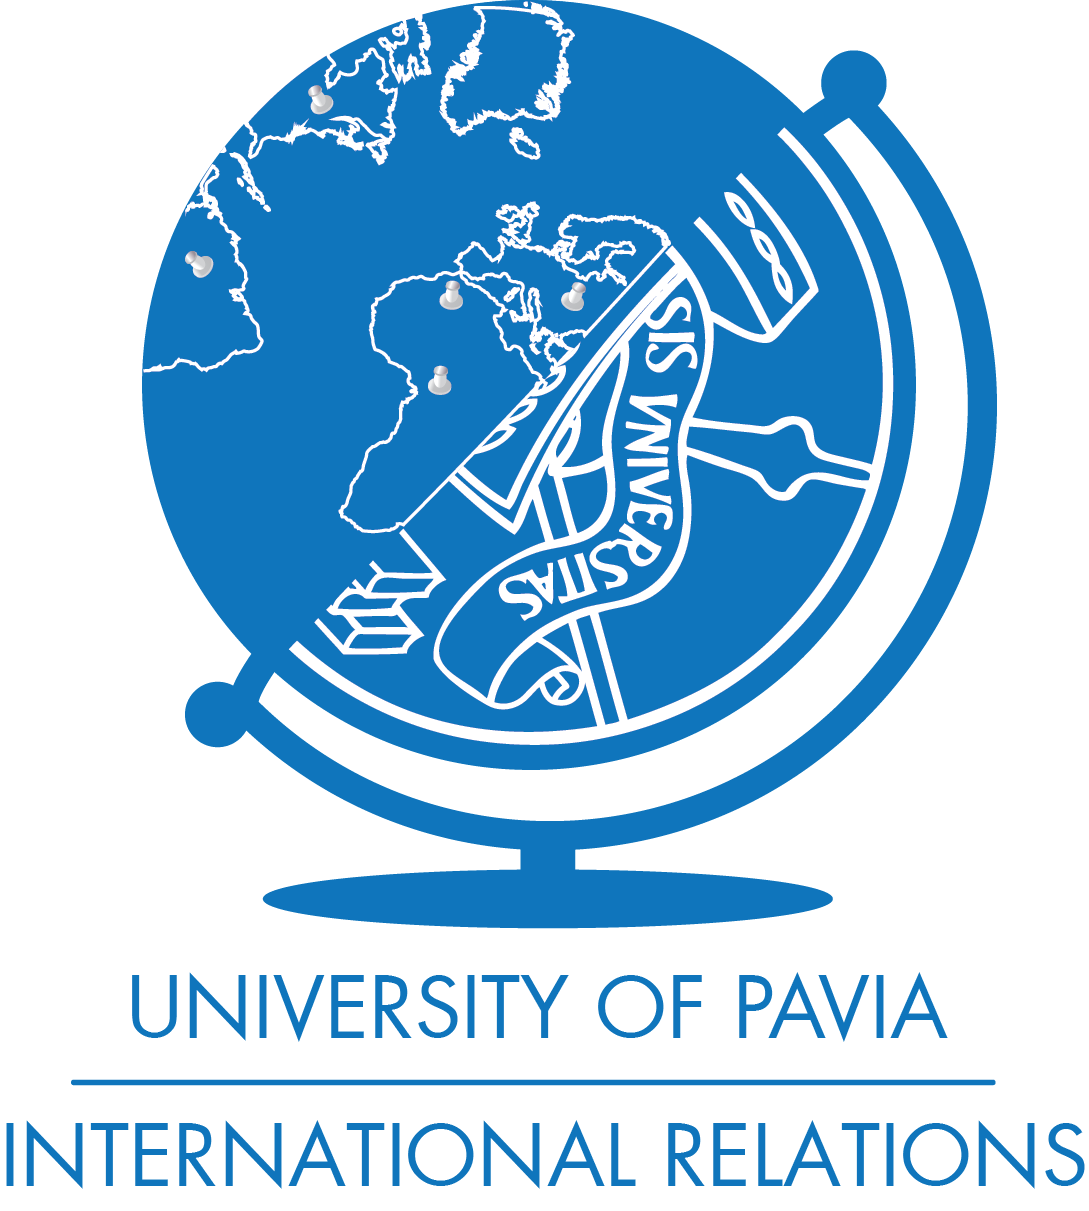 SIS VNIVERSITAS
UNIVERSITY OF PAVIA
INTERNATIONAL RELATIONS